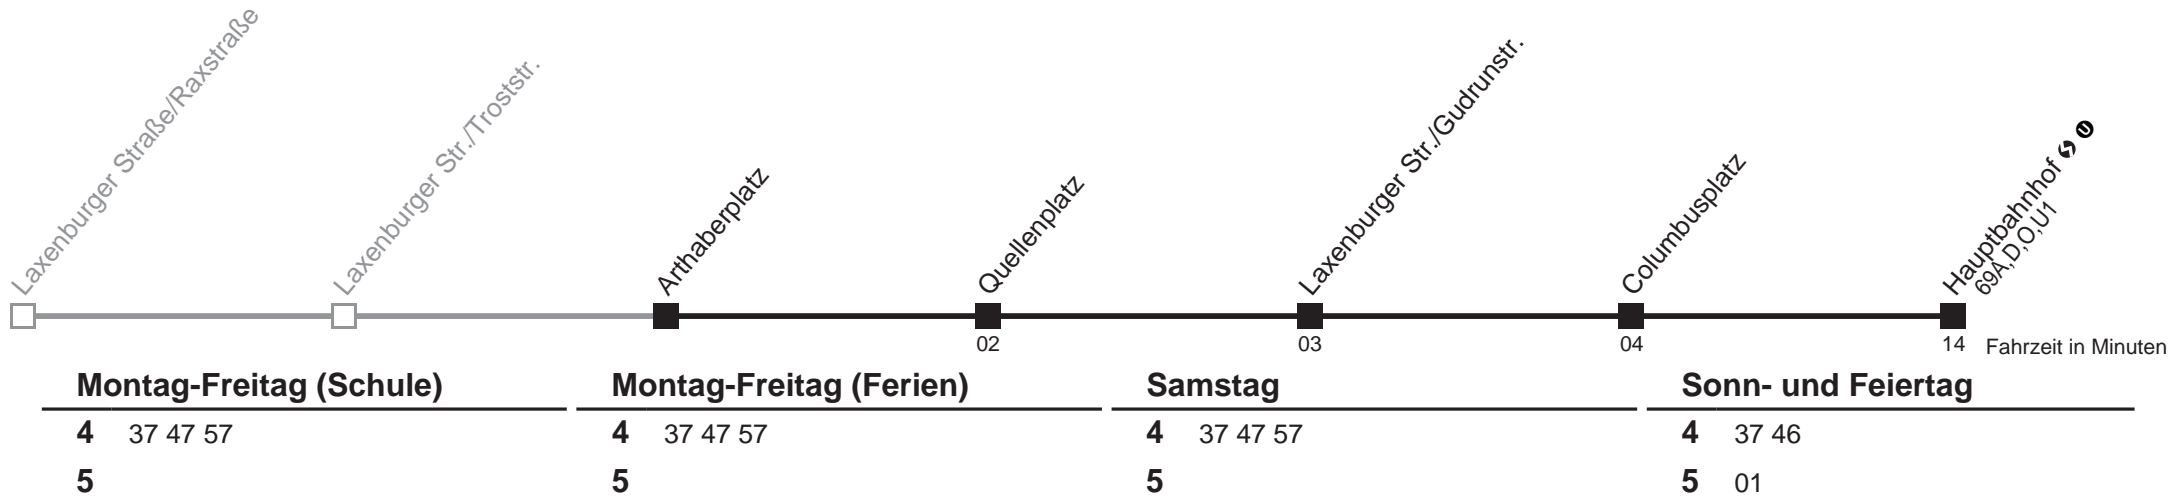 Laxenburger Straße/Raxstraße
Laxenburger Str./Troststr.
Arthaberplatz
Quellenplatz
Laxenburger Str./Gudrunstr.
Columbusplatz
Hauptbahnhof S U
69A,D,O,U1
02 03 04 14 Fahrzeit in Minuten
Montag-Freitag (Schule) Montag-Freitag (Ferien) Samstag Sonn- und Feiertag
4 37 47 57 4 37 47 57 4 37 47 57 4 37 46
5 5 5 5 01